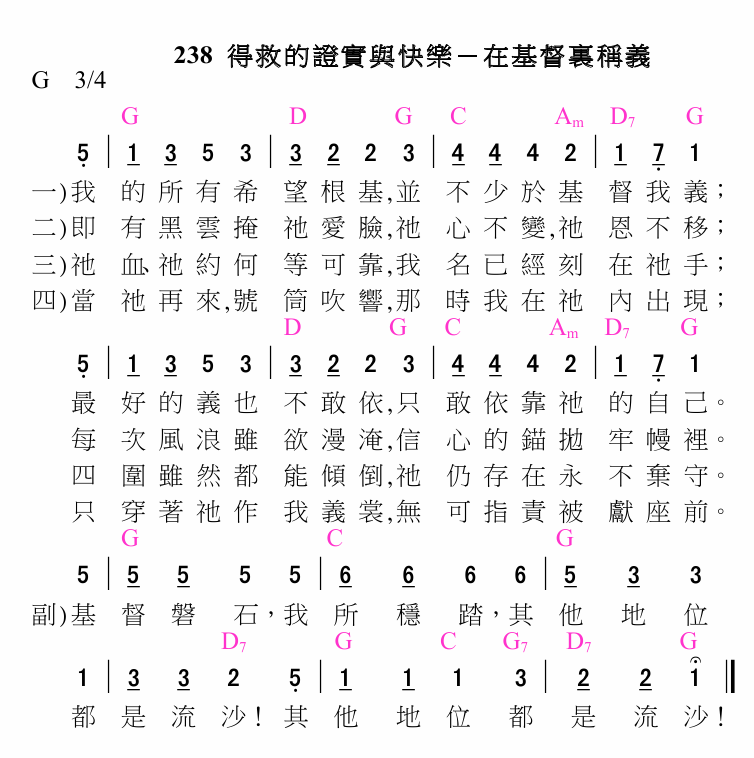 238 得救的證實與快樂－在基督裏稱義
G 3/4
G D G C Am D7 G
5 | 1 3 5 3 | 3 2 2 3 | 4 4 4 2 | 1 7 1
一)我 的所有希 望根基,並 不少於基 督我義；
二)即 有黑雲掩 祂愛臉,祂 心不變,祂 恩不移；
三)祂 血、祂約何 等可靠,我 名已經刻 在祂手；
四)當 祂再來,號 筒吹響,那 時我在祂 內出現；
D G C Am D7 G
5 | 1 3 5 3 | 3 2 2 3 | 4 4 4 2 | 1 7 1
最 好的義也 不敢依,只 敢依靠祂 的自己。
每 次風浪雖 欲漫淹,信 心的錨拋 牢幔裡。
四 圍雖然都 能傾倒,祂 仍存在永 不棄守。
只 穿著祂作 我義裳,無 可指責被 獻座前。
G C G
5 | 5 5 5 5 | 6 6 6 6 | 5 3 3
副)基 督磐石，我 所穩踏，其 他地位
D7 G C G7 D7 G
1 | 3 3 2 5 | 1 1 1 3 | 2 2 1
都 是流沙！其 他地位都 是流沙！